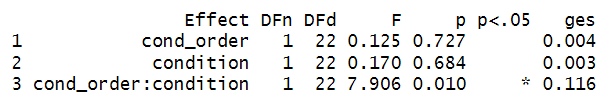 Effect DFn DFd F p p<.05 ges
1 cond_order 1 22 0.125 0.727 0.004
2 condition 1 22 0.170 0.684 0.003
3 cond_order:condition 1 22 7.906 0.010 * 0.116